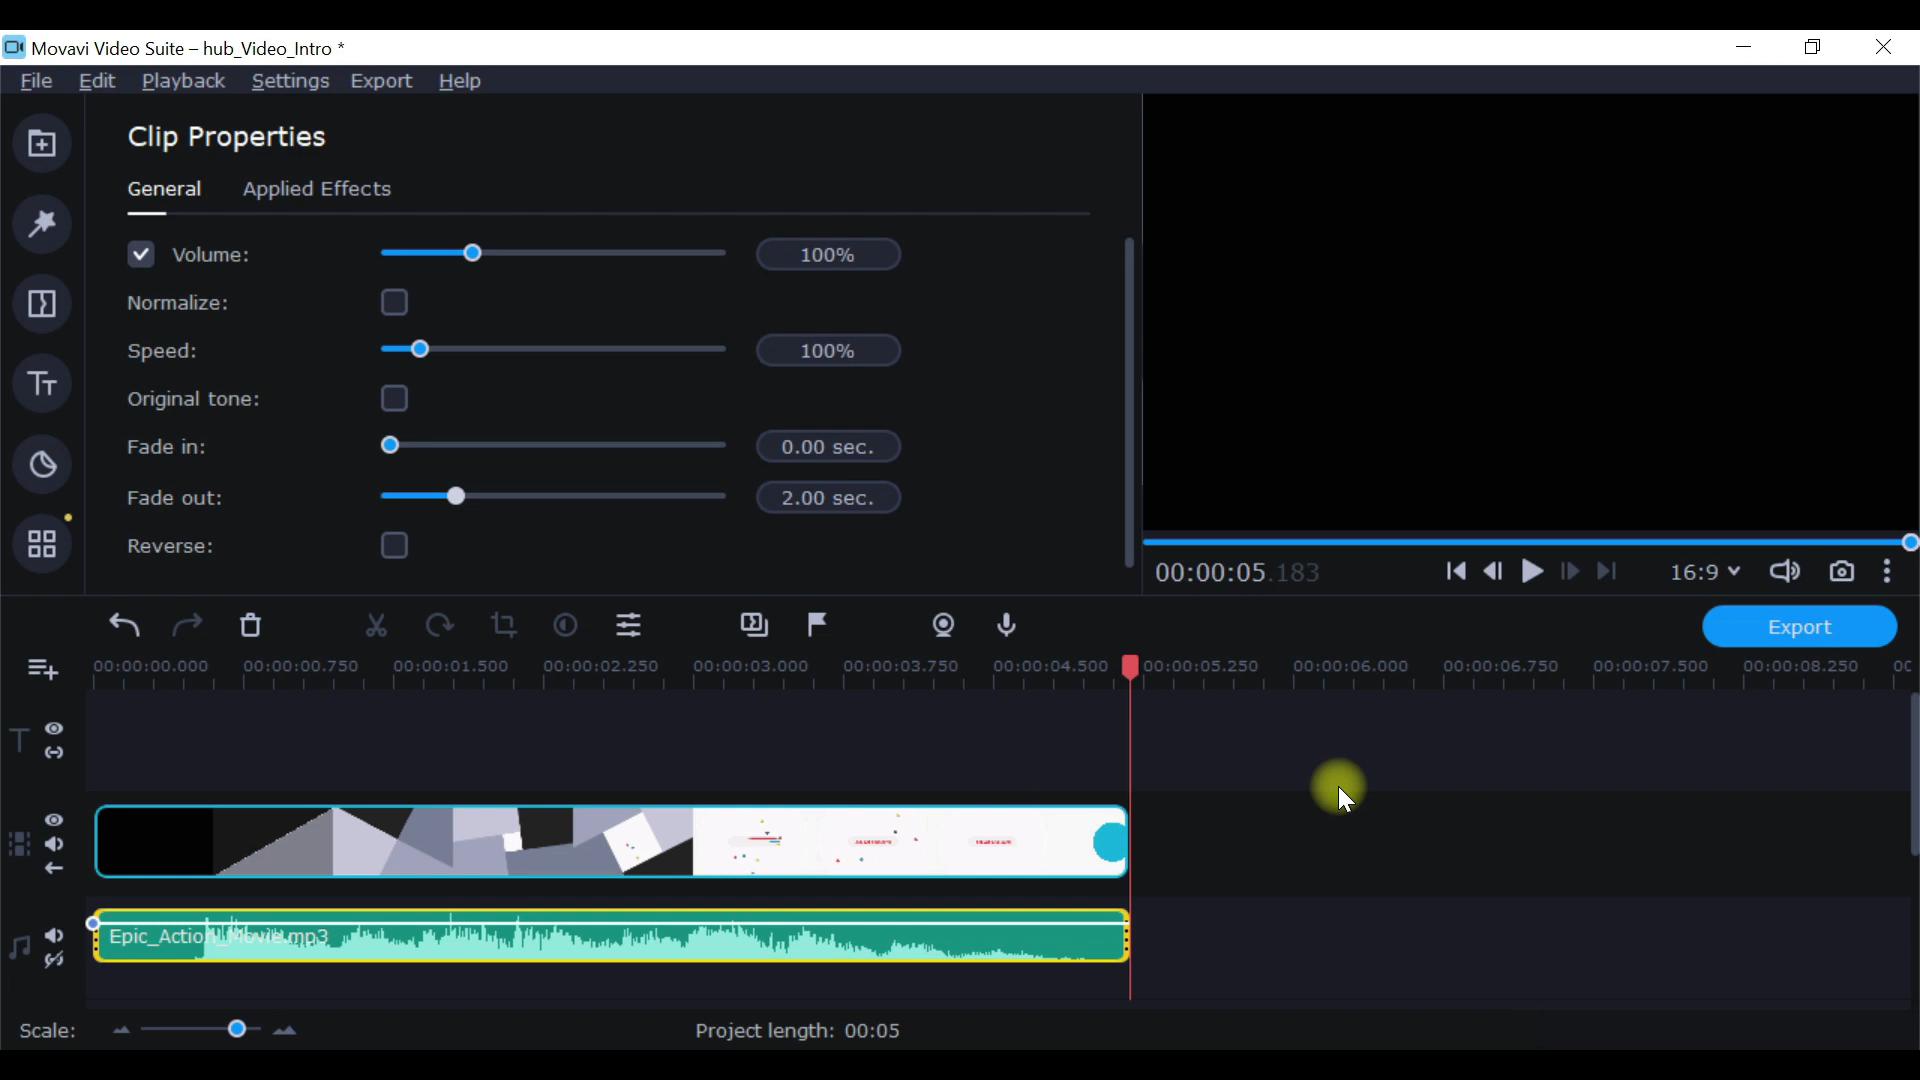 Movavi Video Suite – hub_Video_Intro *
File Edit Playback Settings Export Help
Clip Properties
General Applied Effects
Volume: 100%
Normalize:
Speed: 100%
Original tone:
Fade in: 0.00 sec.
Fade out: 2.00 sec.
Reverse:
00:00:05.183
16:9
Export
00:00:00.000 00:00:00.750 00:00:01.500 00:00:02.250 00:00:03.000 00:00:03.750 00:00:04.500 00:00:05.250 00:00:06.000 00:00:06.750 00:00:07.500 00:00:08.250 00
Epic_Action_Movie.mp3
Scale: Project length: 00:05